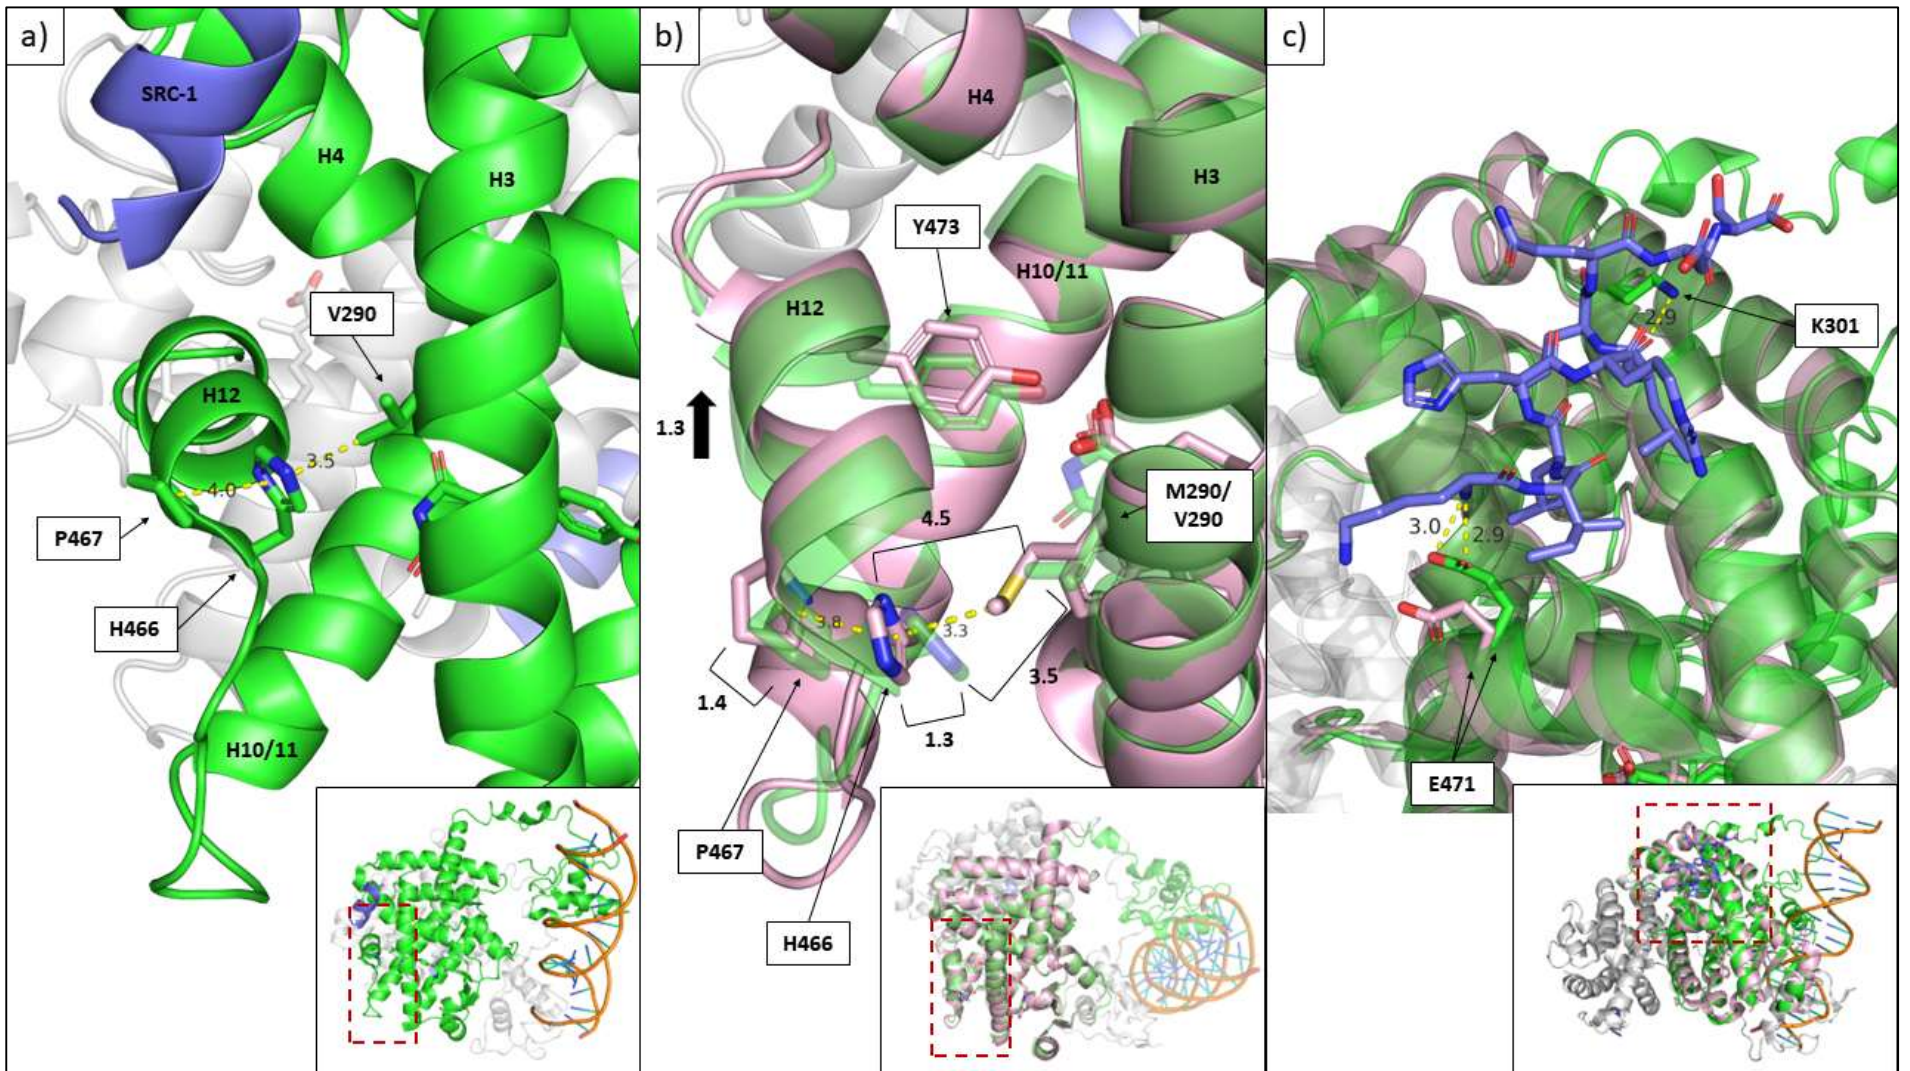 a)
SRC-1
H4
H3
V290
H12
3.5
4.0
P467
H466
H10/11
b)
H4
H3
Y473
H10/11
H12
1.3
M290/
V290
4.5
3.8
3.3
3.5
1.4
1.3
P467
H466
c)
2.9
K301
3.0
2.9
E471